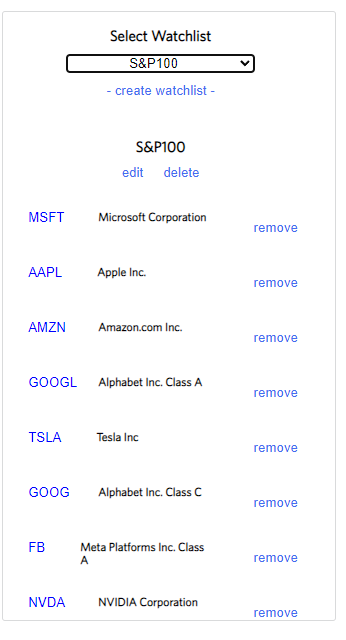 Select Watchlist
S&P100
- create watchlist -
S&P100
edit delete
MSFT Microsoft Corporation remove
AAPL Apple Inc. remove
AMZN Amazon.com Inc. remove
GOOGL Alphabet Inc. Class A remove
TSLA Tesla Inc remove
GOOG Alphabet Inc. Class C remove
FB Meta Platforms Inc. Class
A remove
NVDA NVIDIA Corporation remove